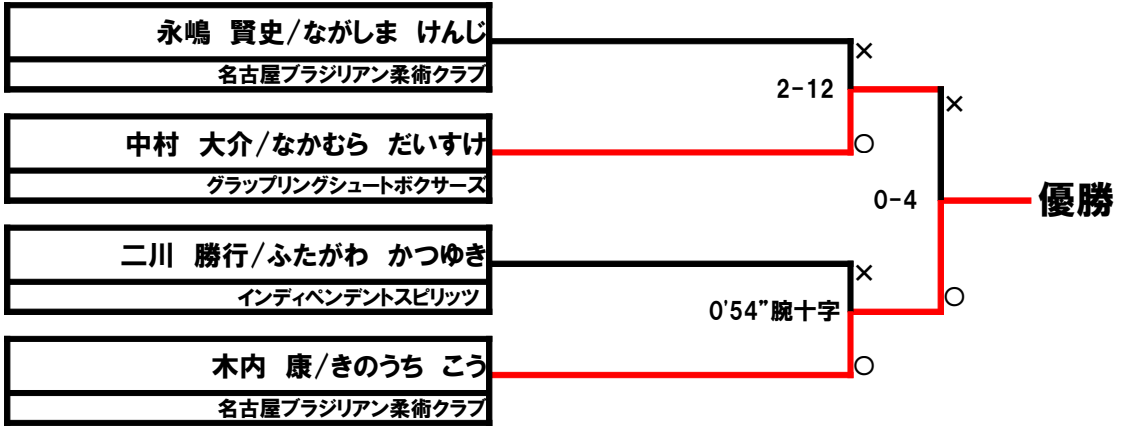 永嶋　賢史/ながしま　けんじ
名古屋ブラジリアン柔術クラブ
×
2-12
×
中村　大介/なかむら　だいすけ
○
グラップリングシュートボクサーズ
0-4
優勝
二川　勝行/ふたがわ　かつゆき
×
インディペンデントスピリッツ
0'54”腕十字
○
木内　康/きのうち　こう
○
名古屋ブラジリアン柔術クラブ